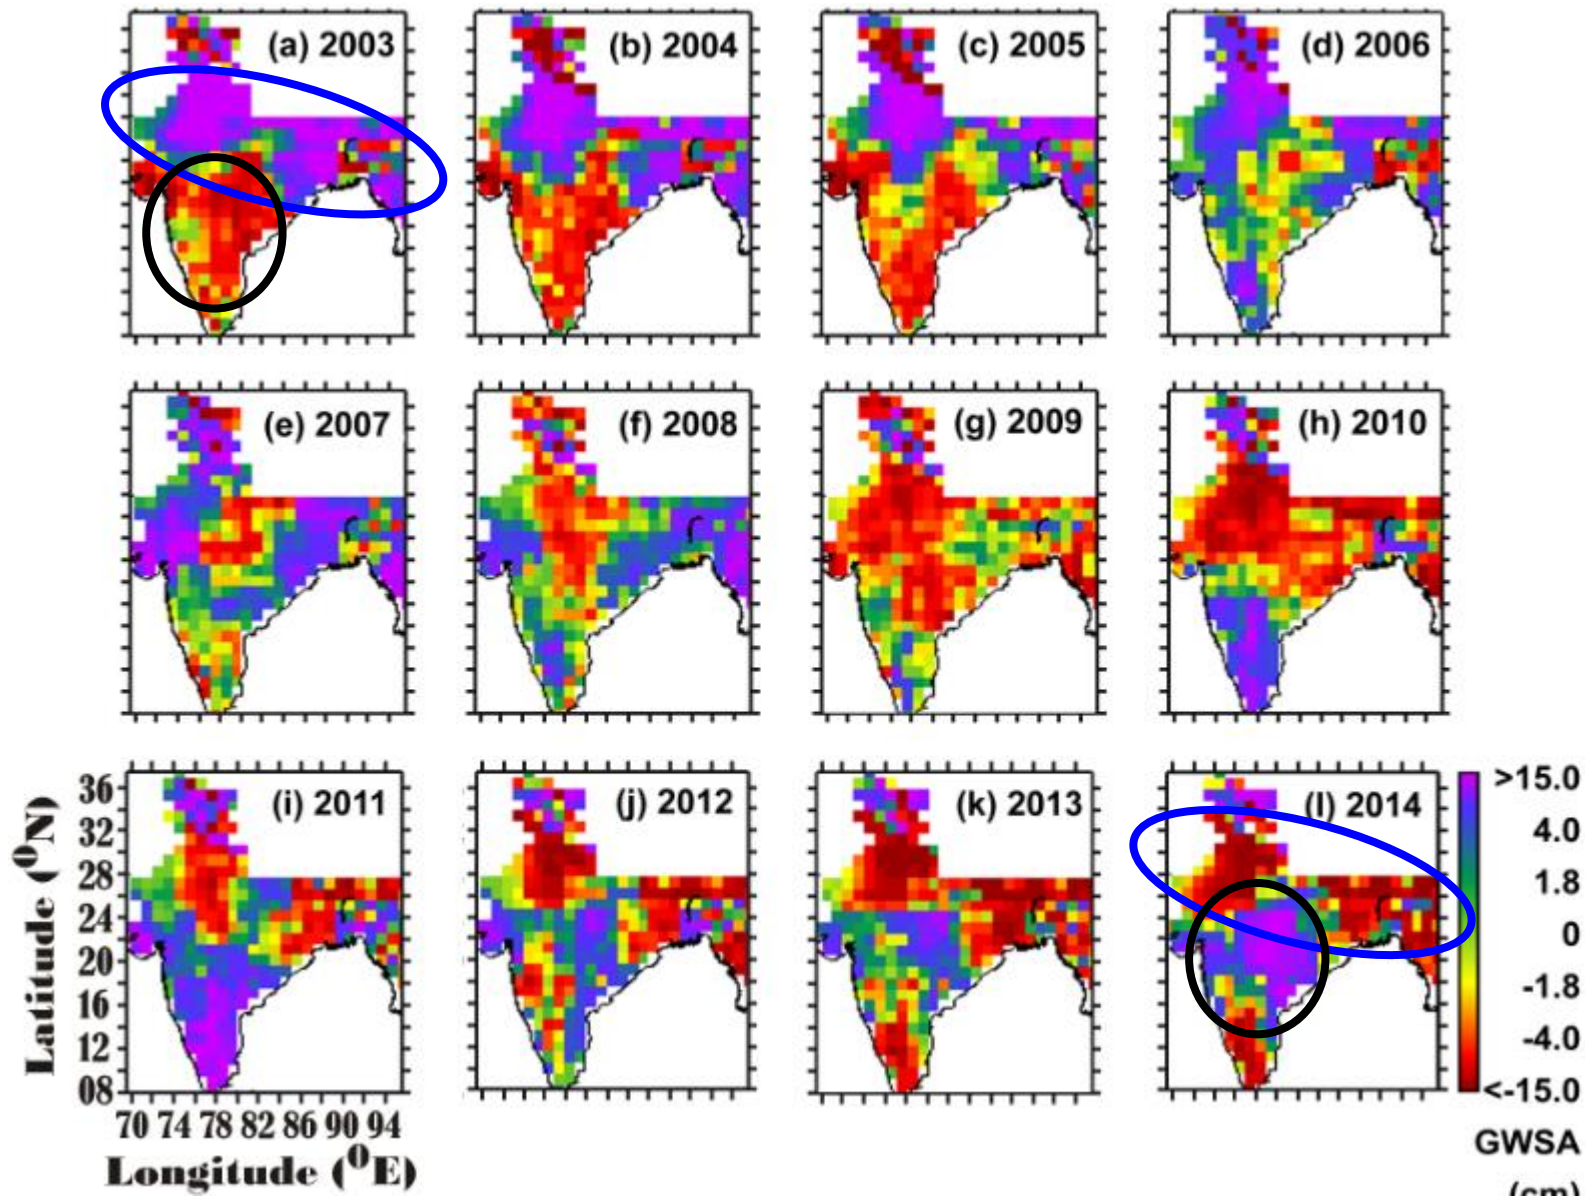 (a) 2003
(b) 2004
(c) 2005
(d) 2006
(e) 2007
(f) 2008
(g) 2009
(h) 2010
(i) 2011
(j) 2012
(k) 2013
(l) 2014
Latitude (⁰N)
36
32
28
24
20
16
12
08
70 74 78 82 86 90 94
Longitude (⁰E)
>15.0
4.0
1.8
0
-1.8
-4.0
<-15.0
GWSA
(cm)